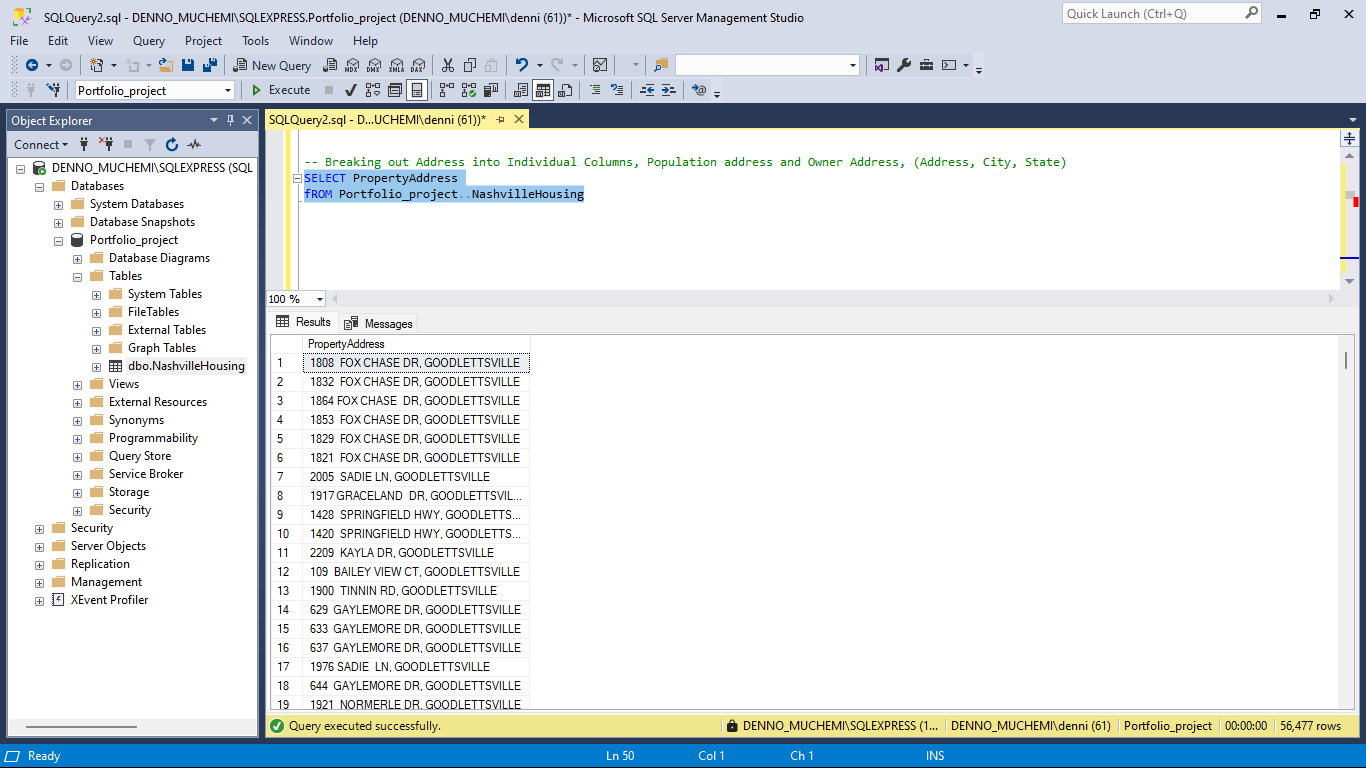 SQLQuery2.sql - DENNO_MUCHEMI\SQLEXPRESS.Portfolio_project (DENNO_MUCHEMI\denni (61))* - Microsoft SQL Server Management Studio
Quick Launch (Ctrl+Q)
File Edit View Query Project Tools Window Help
New Query MDX DMX XMLA DAX
Portfolio_project Execute
Object Explorer
SQLQuery2.sql - D...UCHEMI\denni (61))*
Connect
DENNO_MUCHEMI\SQLEXPRESS (SQL
Databases
System Databases
Database Snapshots
Portfolio_project
Database Diagrams
Tables
System Tables
FileTables
External Tables
Graph Tables
dbo.NashvilleHousing
Views
External Resources
Synonyms
Programmability
Query Store
Service Broker
Storage
Security
Security
Server Objects
Replication
Management
XEvent Profiler
-- Breaking out Address into Individual Columns, Population address and Owner Address, (Address, City, State)
SELECT PropertyAddress
fROM Portfolio_project..NashvilleHousing
100 %
Results Messages
PropertyAddress
1 1808  FOX CHASE DR, GOODLETTSVILLE
2 1832  FOX CHASE DR, GOODLETTSVILLE
3 1864 FOX CHASE  DR, GOODLETTSVILLE
4 1853  FOX CHASE DR, GOODLETTSVILLE
5 1829  FOX CHASE DR, GOODLETTSVILLE
6 1821  FOX CHASE DR, GOODLETTSVILLE
7 2005  SADIE LN, GOODLETTSVILLE
8 1917 GRACELAND  DR, GOODLETTSVIL...
9 1428  SPRINGFIELD HWY, GOODLETTS...
10 1420  SPRINGFIELD HWY, GOODLETTS...
11 2209  KAYLA DR, GOODLETTSVILLE
12 109  BAILEY VIEW CT, GOODLETTSVILLE
13 1900  TINNIN RD, GOODLETTSVILLE
14 629  GAYLEMORE DR, GOODLETTSVILLE
15 633  GAYLEMORE DR, GOODLETTSVILLE
16 637  GAYLEMORE DR, GOODLETTSVILLE
17 1976 SADIE  LN, GOODLETTSVILLE
18 644  GAYLEMORE DR, GOODLETTSVILLE
19 1921  NORMERLE DR, GOODLETTSVILLE
Query executed successfully. DENNO_MUCHEMI\SQLEXPRESS (1... DENNO_MUCHEMI\denni (61) Portfolio_project 00:00:00 56,477 rows
Ready Ln 50 Col 1 Ch 1 INS